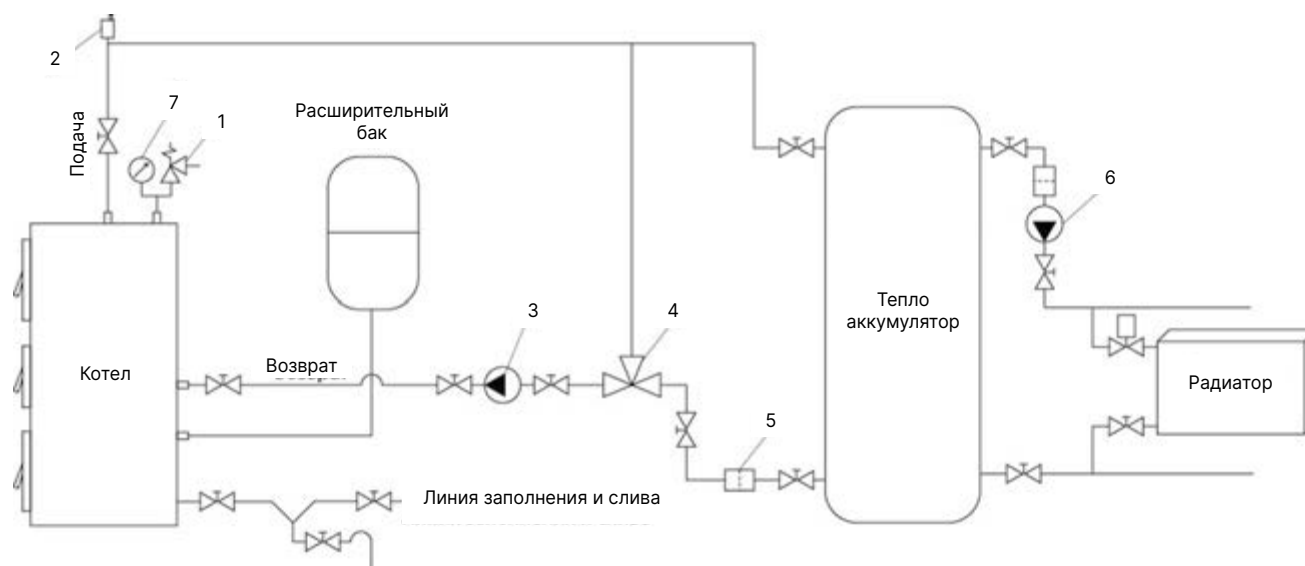 2
7
1
Подача
Расширительный
бак
6
Тепло
аккумулятор
3
4
Котел
Возврат
Радиатор
5
Линия заполнения и слива